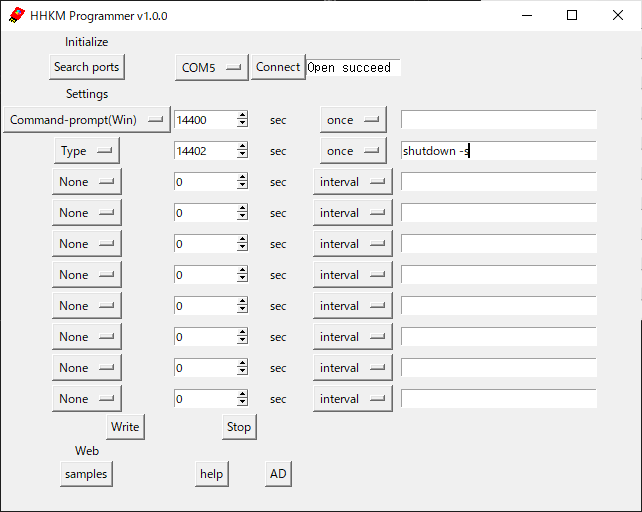 HHKM Programmer v1.0.0
Initialize
Search ports COM5 Connect Open succeed
Settings
Command-prompt(Win) 14400 sec once
Type 14402 sec once shutdown -s
None 0 sec interval
None 0 sec interval
None 0 sec interval
None 0 sec interval
None 0 sec interval
None 0 sec interval
None 0 sec interval
None 0 sec interval
Write Stop
Web
samples help AD